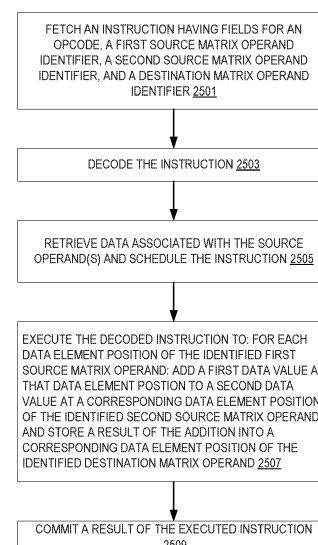 FETCH AN INSTRUCTION HAVING FIELDS FOR AN
OPCODE, A FIRST SOURCE MATRIX OPERAND
IDENTIFIER, A SECOND SOURCE MATRIX OPERAND
IDENTIFIER, AND A DESTINATION MATRIX OPERAND
IDENTIFIER 2501
DECODE THE INSTRUCTION 2503
RETRIEVE DATA ASSOCIATED WITH THE SOURCE
OPERAND(S) AND SCHEDULE THE INSTRUCTION 2505
EXECUTE THE DECODED INSTRUCTION TO: FOR EACH
DATA ELEMENT POSITION OF THE IDENTIFIED FIRST
SOURCE MATRIX OPERAND: ADD A FIRST DATA VALUE A
THAT DATA ELEMENT POSTION TO A SECOND DATA
VALUE AT A CORRESPONDING DATA ELEMENT POSITION
OF THE IDENTIFIED SECOND SOURCE MATRIX OPERAND
AND STORE A RESULT OF THE ADDITION INTO A
CORRESPONDING DATA ELEMENT POSITION OF THE
IDENTIFIED DESTINATION MATRIX OPERAND 2507
COMMIT A RESULT OF THE EXECUTED INSTRUCTION
2509